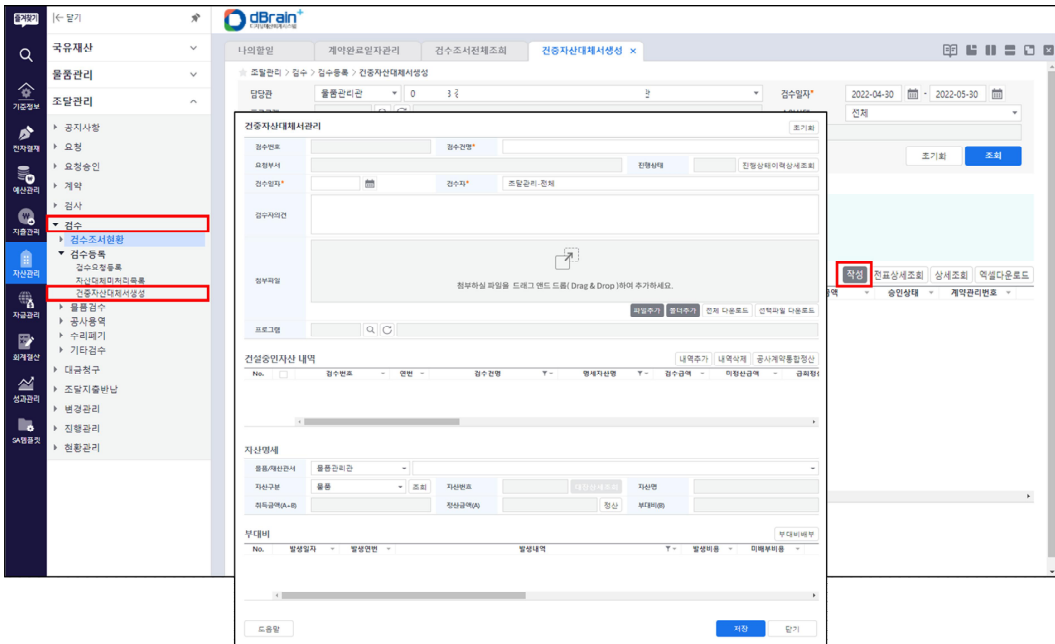 즐겨찾기
닫기
dBrain+
디지털예산회계시스템
국유재산
나의할일 계약완료일자관리 검수조서전체조회 건중자산대체서생성 ×
물품관리
조달관리 > 검수 > 검수등록 > 건중자산대체서생성
기준정보
담당관 물품관리관 0 검수일자* 2022-04-30 - 2022-05-30
조달관리
전체
건중자산대체서관리 초기화
공지사항
전자결재
검수번호 검수건명*
요청
요청부서 진행상태 진행상태이력상세조회
초기화 조회
요청승인
예산관리
검수일자* 검수자* 조달관리-전체
계약
검사
검수자의견
지출관리
검수
검수조서현황
검수등록
검수요청등록
자산관리
자산대체미처리목록
작성 전표상세조회 상세조회 엑셀다운로드
첨부파일
첨부하실 파일을 드래그 앤드 드롭( Drag & Drop )하여 추가하세요.
건중자산대체서생성
승인상태 계약관리번호
자금관리
물품검수
파일추가 폴더추가 전체 다운로드 선택파일 다운로드
공사용역
프로그램
수리폐기
회계결산
기타검수
건설중인자산 내역 내역추가 내역삭제 공사계약통합정산
대금청구
No. 검수번호 연번 검수건명 명세자산명 검수금액 미정산금액
조달지출반납
성과관리
변경관리
진행관리
SA템플릿
현황관리
자산명세
물품/재산관서 물품관리관
자산구분 물품 조회 자산번호 대장상세조회 자산명
취득금액(A+B) 정산금액(A) 정산 부대비(B)
부대비 부대비배부
No. 발생일자 발생연번 발생내역 발생비용 미배부비용
도움말 저장 닫기